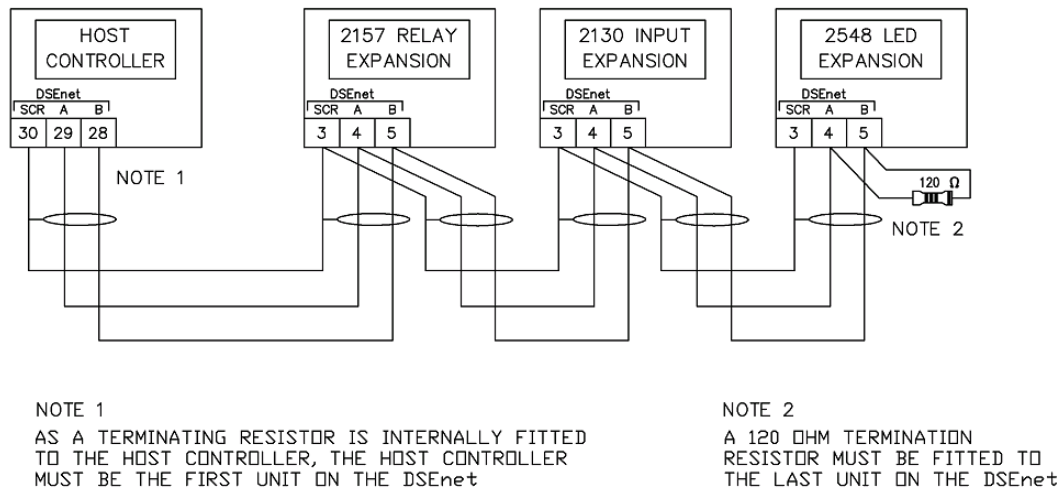 HOST
CONTROLLER
DSEnet
SCR A B
30 29 28
2157 RELAY
EXPANSION
DSEnet
SCR A B
3 4 5
2130 INPUT
EXPANSION
DSEnet
SCR A B
3 4 5
2548 LED
EXPANSION
DSEnet
SCR A B
3 4 5
NOTE 1
120 Ω
NOTE 2
NOTE 1
AS A TERMINATING RESISTOR IS INTERNALLY FITTED
TO THE HOST CONTROLLER, THE HOST CONTROLLER
MUST BE THE FIRST UNIT ON THE DSEnet
NOTE 2
A 120 OHM TERMINATION
RESISTOR MUST BE FITTED TO
THE LAST UNIT ON THE DSEnet